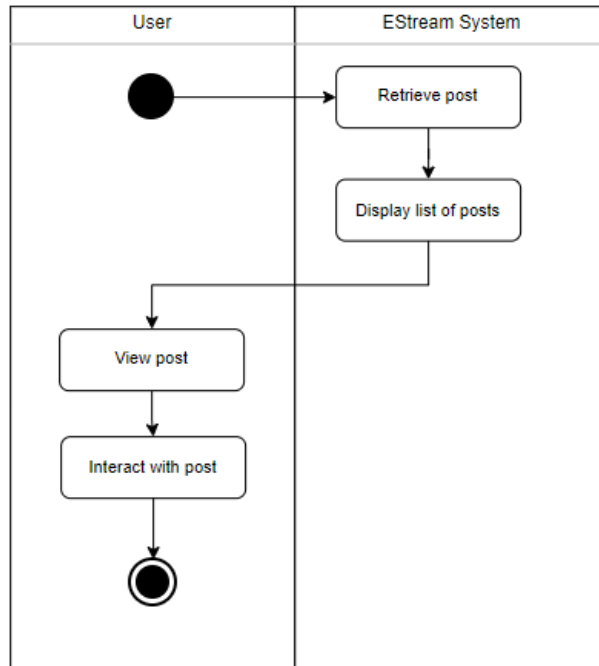 User
EStream System
Retrieve post
Display list of posts
View post
Interact with post